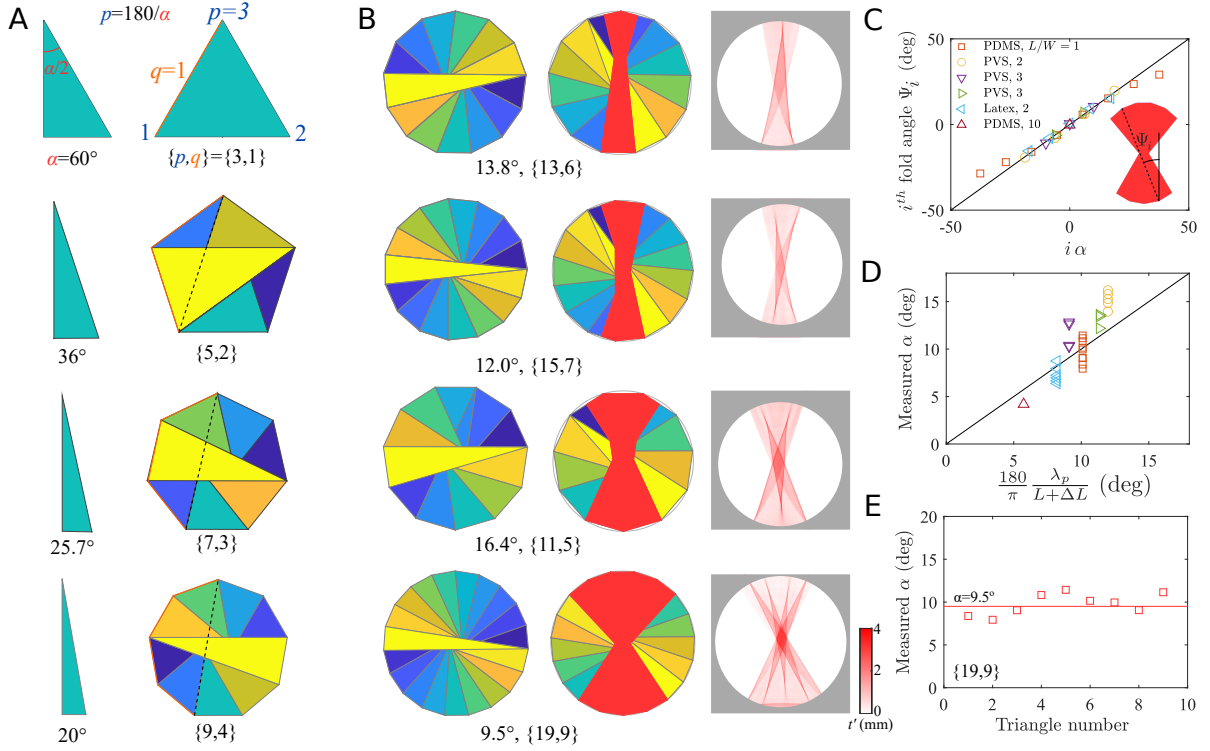 A
p=180/α
α/2
p=3
q=1
1
2
α=60°
{p,q}={3,1}
36°
{5,2}
25.7°
{7,3}
20°
{9,4}
B
13.8°, {13,6}
12.0°, {15,7}
16.4°, {11,5}
9.5°, {19,9}
4
2
0
t′ (mm)
C
i^th fold angle Ψ_i (deg)
50
0
-50
-50
0
50
i α
PDMS, L/W = 1
PVS, 2
PVS, 3
PVS, 3
Latex, 2
PDMS, 10
Ψ_i
D
Measured α (deg)
15
10
5
0
0
5
10
15
180/π λ_p/(L+ΔL) (deg)
E
Measured α (deg)
20
15
10
5
0
α=9.5°
{19,9}
0
2
4
6
8
10
Triangle number